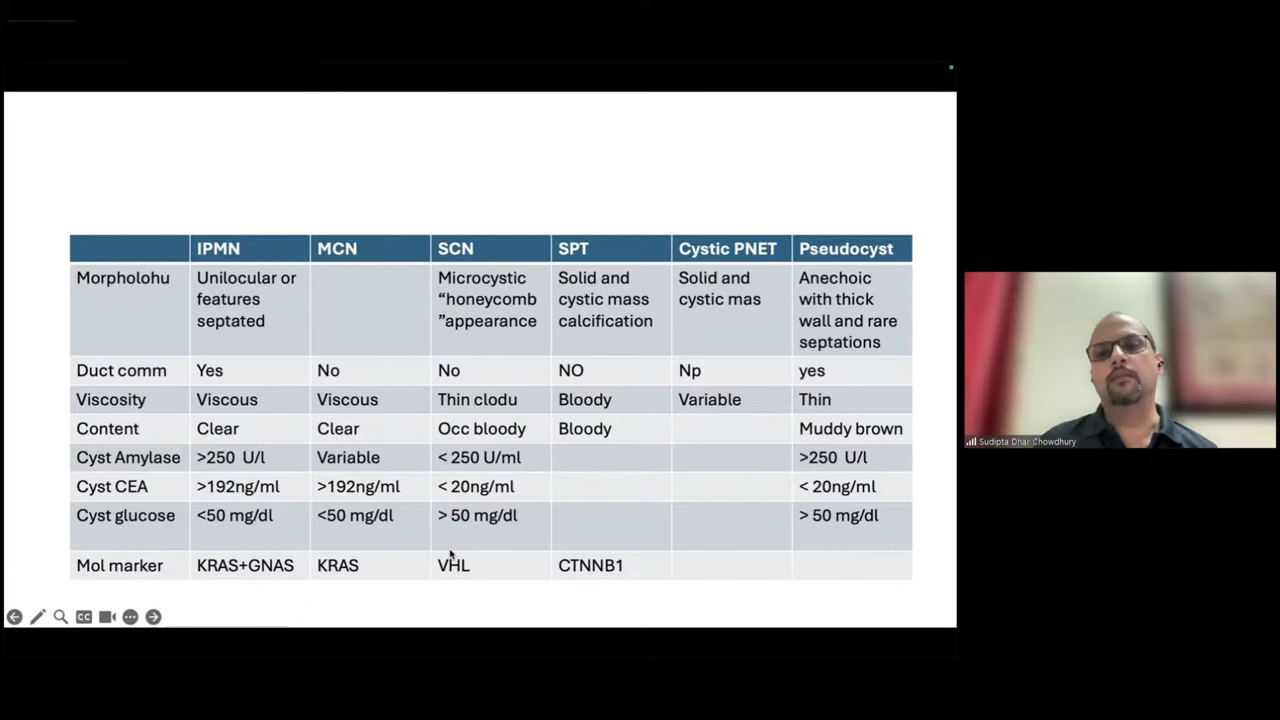 IPMN MCN SCN SPT Cystic PNET Pseudocyst
Morpholohu Unilocular or Microcystic Solid and Solid and Anechoic
features “honeycomb cystic mass cystic mas with thick
septated ”appearance calcification wall and rare
septations
Duct comm Yes No No NO Np yes
Viscosity Viscous Viscous Thin clodu Bloody Variable Thin
Content Clear Clear Occ bloody Bloody Muddy brown
Cyst Amylase >250 U/l Variable < 250 U/ml >250 U/l
Cyst CEA >192ng/ml >192ng/ml < 20ng/ml < 20ng/ml
Cyst glucose <50 mg/dl <50 mg/dl > 50 mg/dl > 50 mg/dl
Mol marker KRAS+GNAS KRAS VHL CTNNB1
CC
Sudipta Dhar Chowdhury